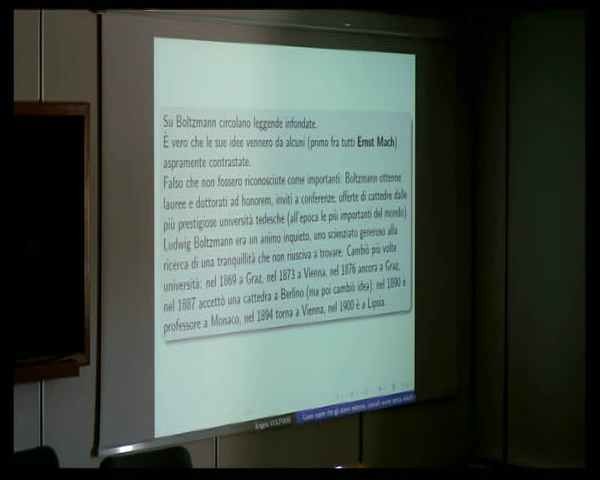 Su Boltzmann circolano leggende infondate.
È vero che le sue idee vennero da alcuni (primo fra tutti Ernst Mach)
aspramente contrastate.
Falso che non fossero riconosciute come importanti. Boltzmann ottenne
lauree e dottorati ad honorem, inviti a conferenze, offerte di cattedre dalle
più prestigiose università tedesche (all'epoca le più importanti del mondo)
Ludwig Boltzmann era un animo inquieto, uno scienziato generoso alla
ricerca di una tranquillità che non riusciva a trovare. Cambiò più volte
università: nel 1869 a Graz, nel 1873 a Vienna, nel 1876 ancora a Graz,
nel 1887 accettò una cattedra a Berlino (ma poi cambiò idea), nel 1890 è
professore a Monaco, nel 1894 torna a Vienna, nel 1900 è a Lipsia.
Angelo VULPIANI